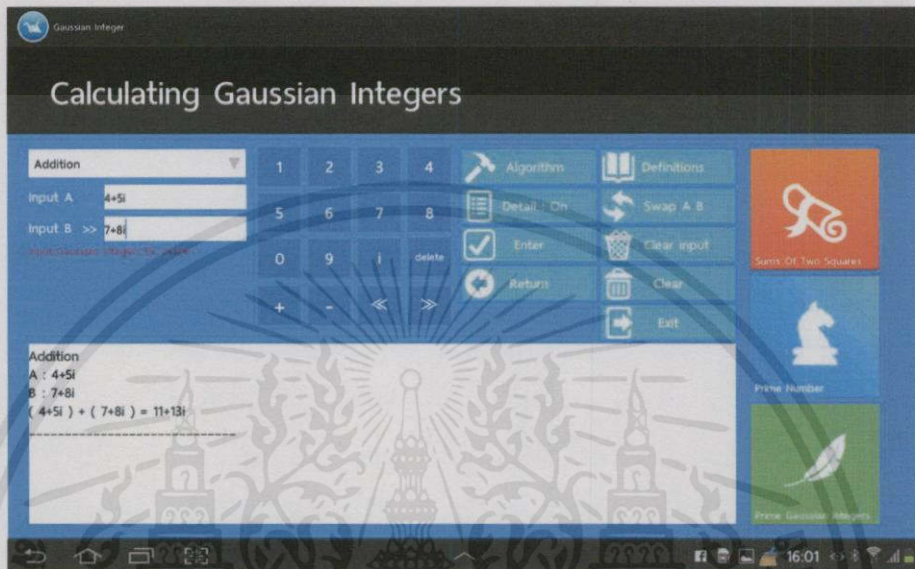 Gaussian Integer
Calculating Gaussian Integers
Addition
Input A 4+5i
Input B >> 7+8i
1 2 3 4
5 6 7 8
0 9 i delete
+ - ≪ ≫
Algorithm
Definitions
Detail : On
Swap A B
Enter
Clear input
Return
Clear
Exit
Sums Of Two Squares
Prime Number
Prime Gaussian Integers
Addition
A : 4+5i
B : 7+8i
( 4+5i ) + ( 7+8i ) = 11+13i
------------------------------------
16:01